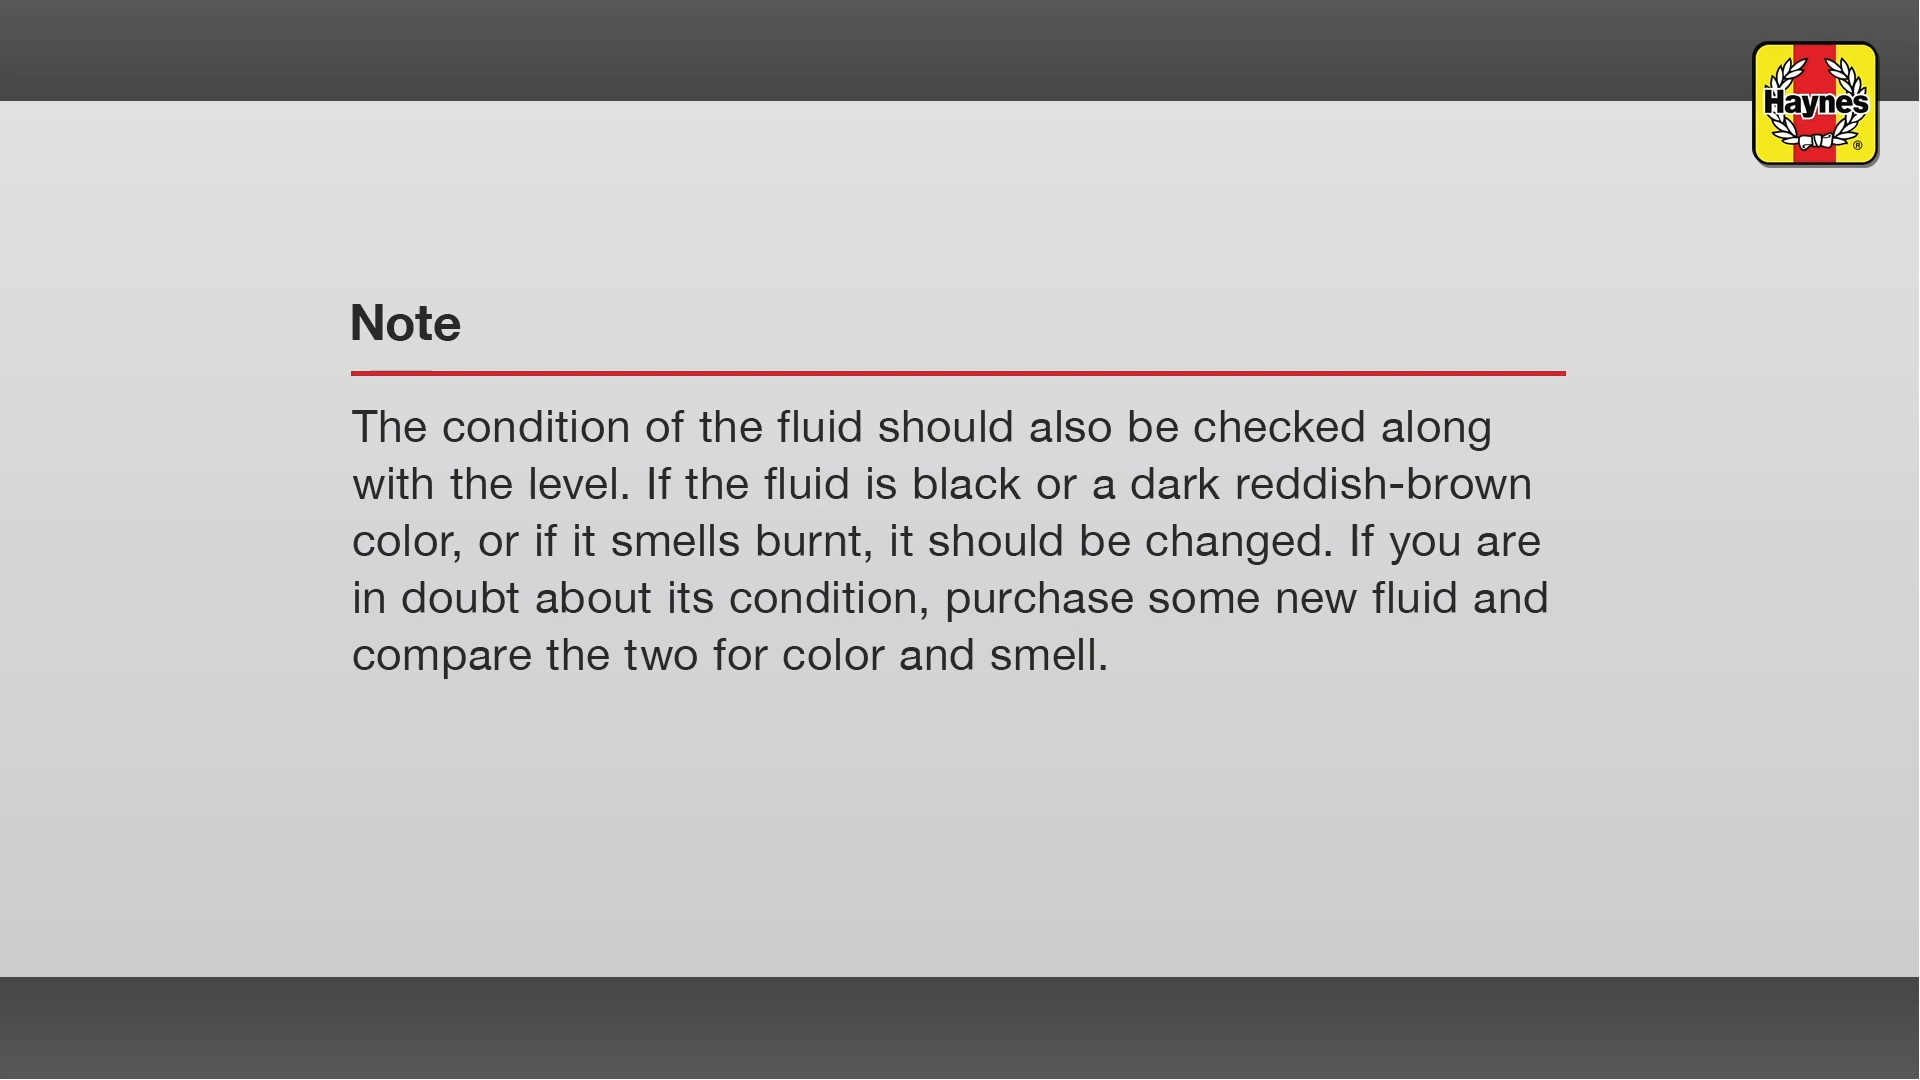 Haynes
®
Note
The condition of the fluid should also be checked along
with the level. If the fluid is black or a dark reddish-brown
color, or if it smells burnt, it should be changed. If you are
in doubt about its condition, purchase some new fluid and
compare the two for color and smell.